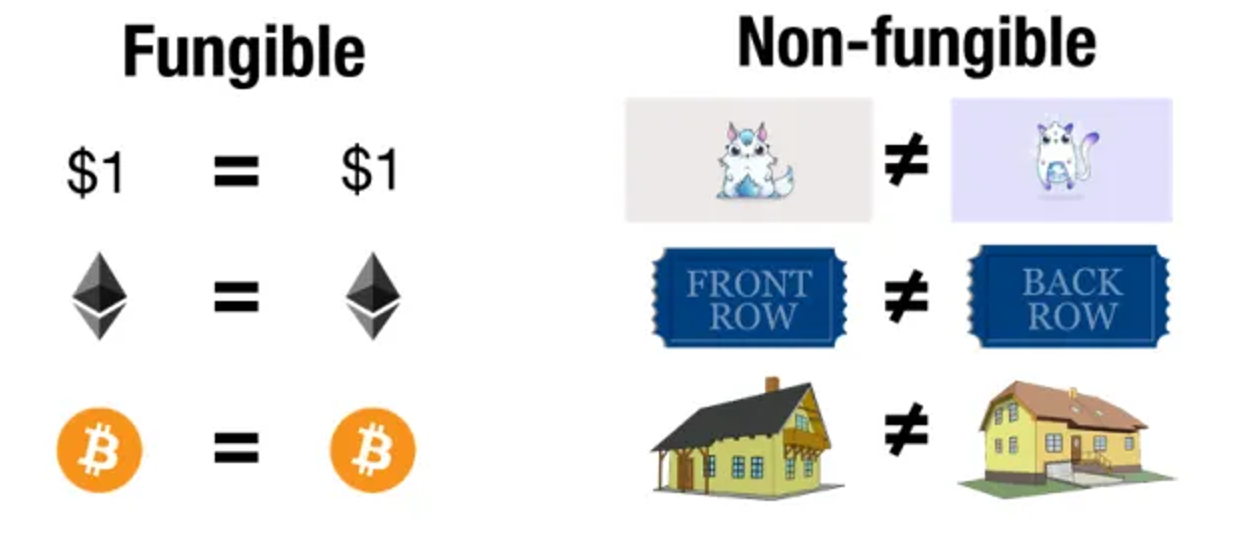 Fungible
$1 = $1
=
=
Non-fungible
≠
FRONT
ROW
≠
BACK
ROW
≠